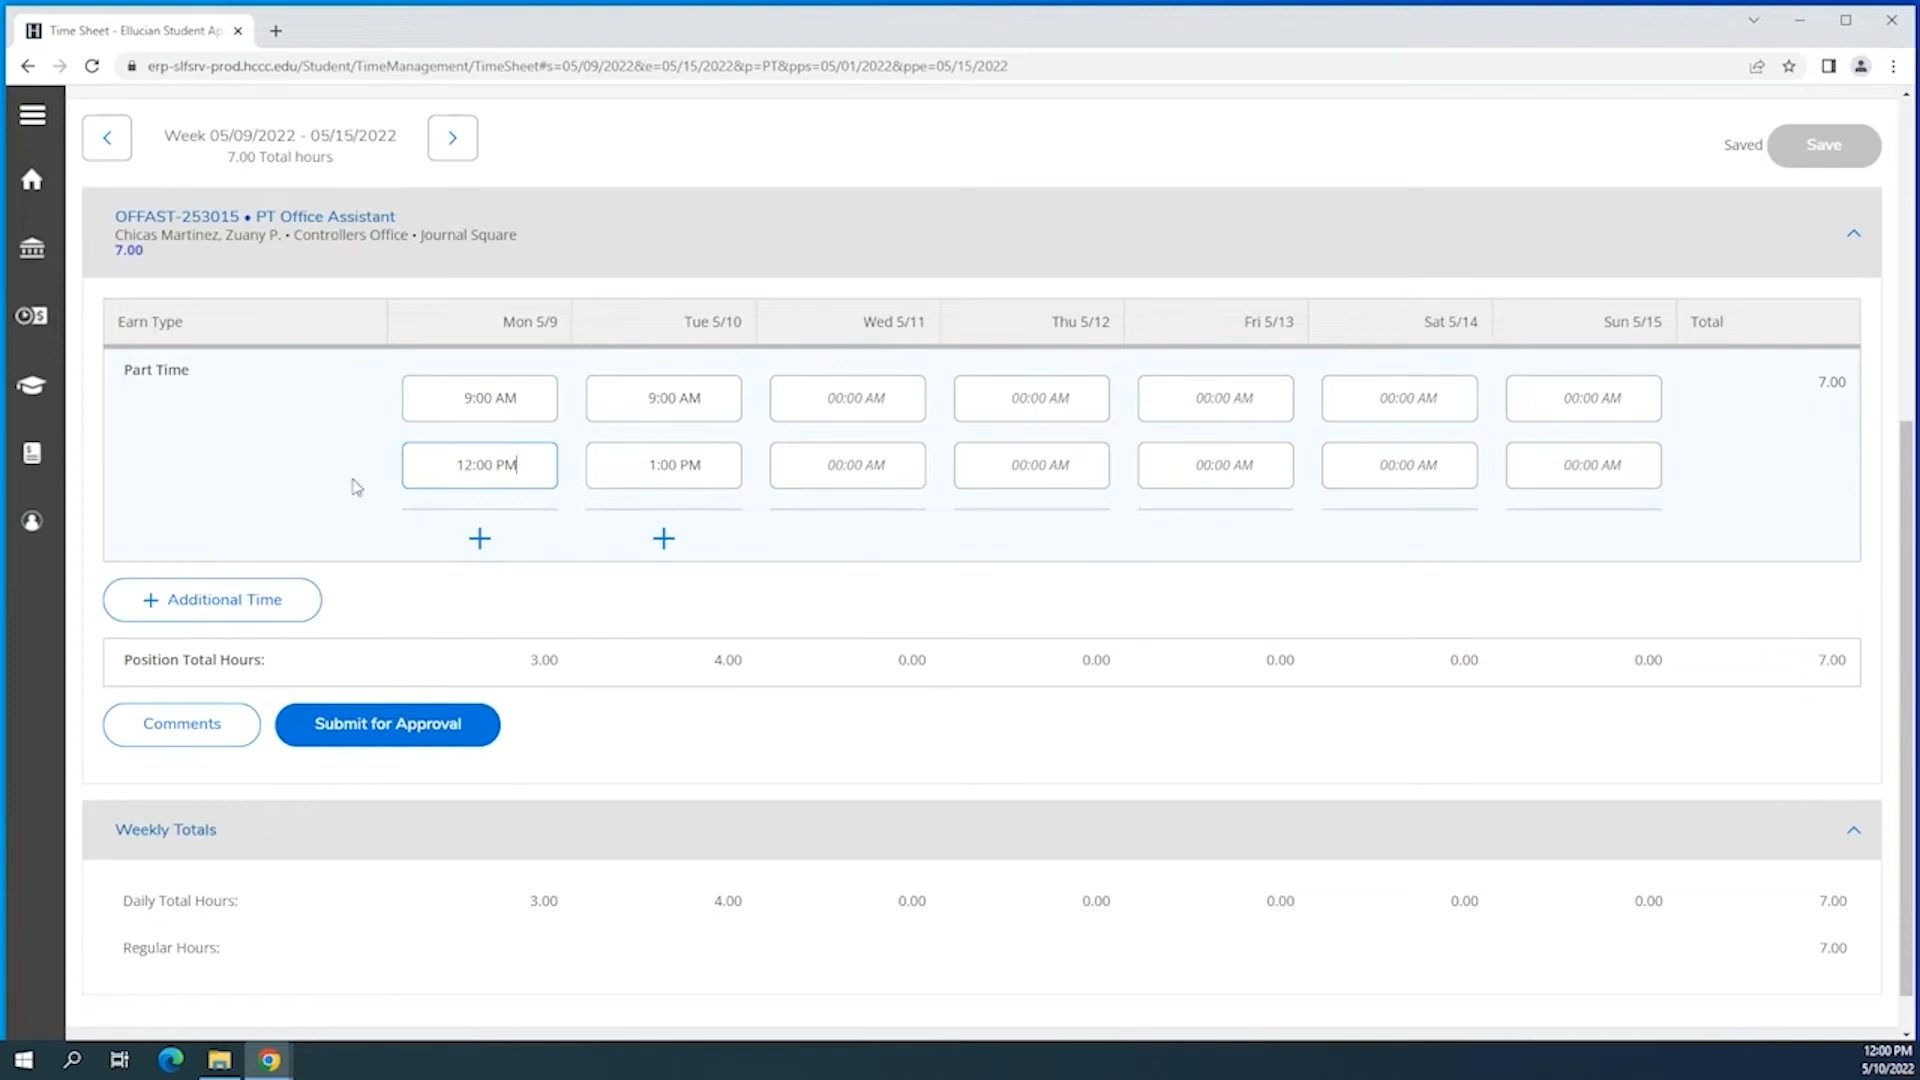 Time Sheet - Ellucian Student Ap
erp-slfsrv-prod.hccc.edu/Student/TimeManagement/TimeSheet#s=05/09/2022&e=05/15/2022&p=PT&pps=05/01/2022&ppe=05/15/2022
Week 05/09/2022 - 05/15/2022
7.00 Total hours
Saved Save
OFFAST-253015 • PT Office Assistant
Chicas Martinez, Zuany P. • Controllers Office • Journal Square
7.00
Earn Type Mon 5/9 Tue 5/10 Wed 5/11 Thu 5/12 Fri 5/13 Sat 5/14 Sun 5/15 Total
Part Time 7.00
9:00 AM 9:00 AM 00:00 AM 00:00 AM 00:00 AM 00:00 AM 00:00 AM
12:00 PM 1:00 PM 00:00 AM 00:00 AM 00:00 AM 00:00 AM 00:00 AM
+ +
+ Additional Time
Position Total Hours: 3.00 4.00 0.00 0.00 0.00 0.00 0.00 7.00
Comments Submit for Approval
Weekly Totals
Daily Total Hours: 3.00 4.00 0.00 0.00 0.00 0.00 0.00 7.00
Regular Hours: 7.00
12:00 PM
5/10/2022